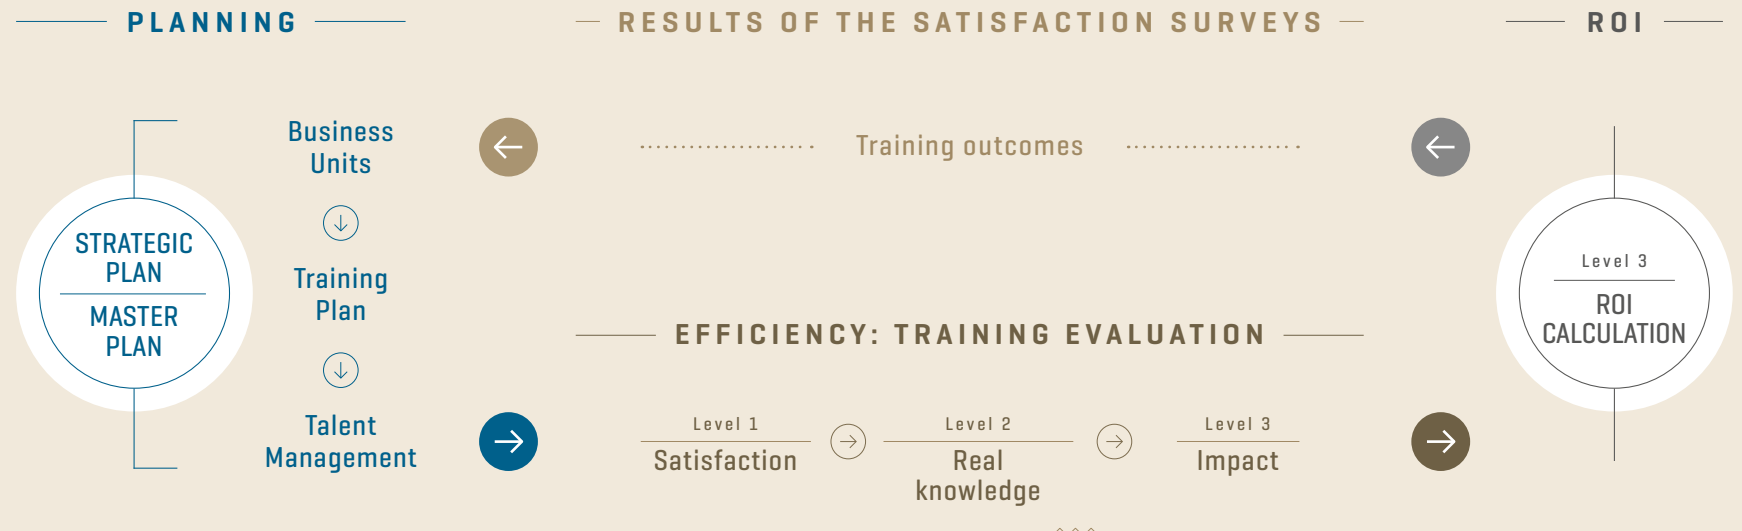 PLANNING
RESULTS OF THE SATISFACTION SURVEYS
ROI
STRATEGIC
PLAN
MASTER
PLAN
Business
Units
Training
Plan
Talent
Management
Training outcomes
EFFICIENCY: TRAINING EVALUATION
Level 1
Satisfaction
Level 2
Real
knowledge
Level 3
Impact
Level 3
ROI
CALCULATION